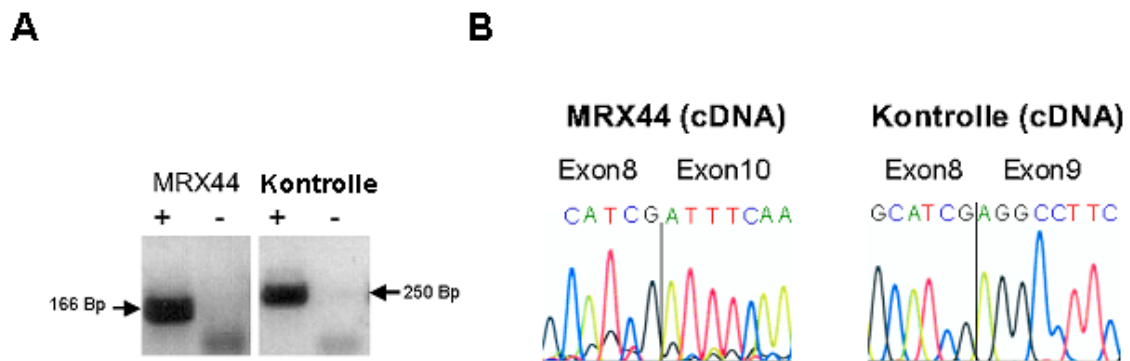 A
B
MRX44 (cDNA)
Kontrolle (cDNA)
Exon8 Exon10
Exon8 Exon9
CATCGATTTCAA
GCATCGAGGCCTTC
MRX44 Kontrolle
+ - + -
166 Bp
250 Bp